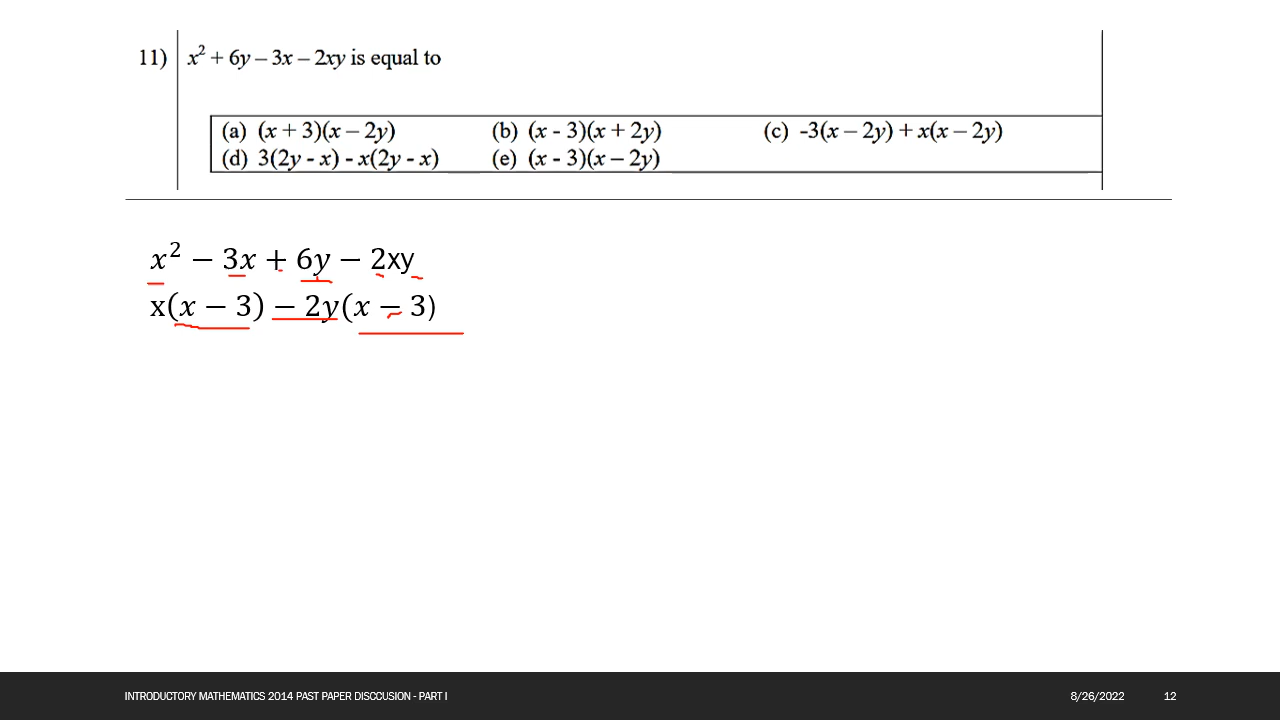 11) x² + 6y – 3x – 2xy is equal to
(a) (x + 3)(x – 2y) (b) (x - 3)(x + 2y) (c) -3(x – 2y) + x(x – 2y)
(d) 3(2y - x) - x(2y - x) (e) (x - 3)(x – 2y)
x² − 3x + 6y − 2xy
x(x − 3) − 2y(x − 3)
INTRODUCTORY MATHEMATICS 2014 PAST PAPER DISCCUSION - PART I 8/26/2022 12